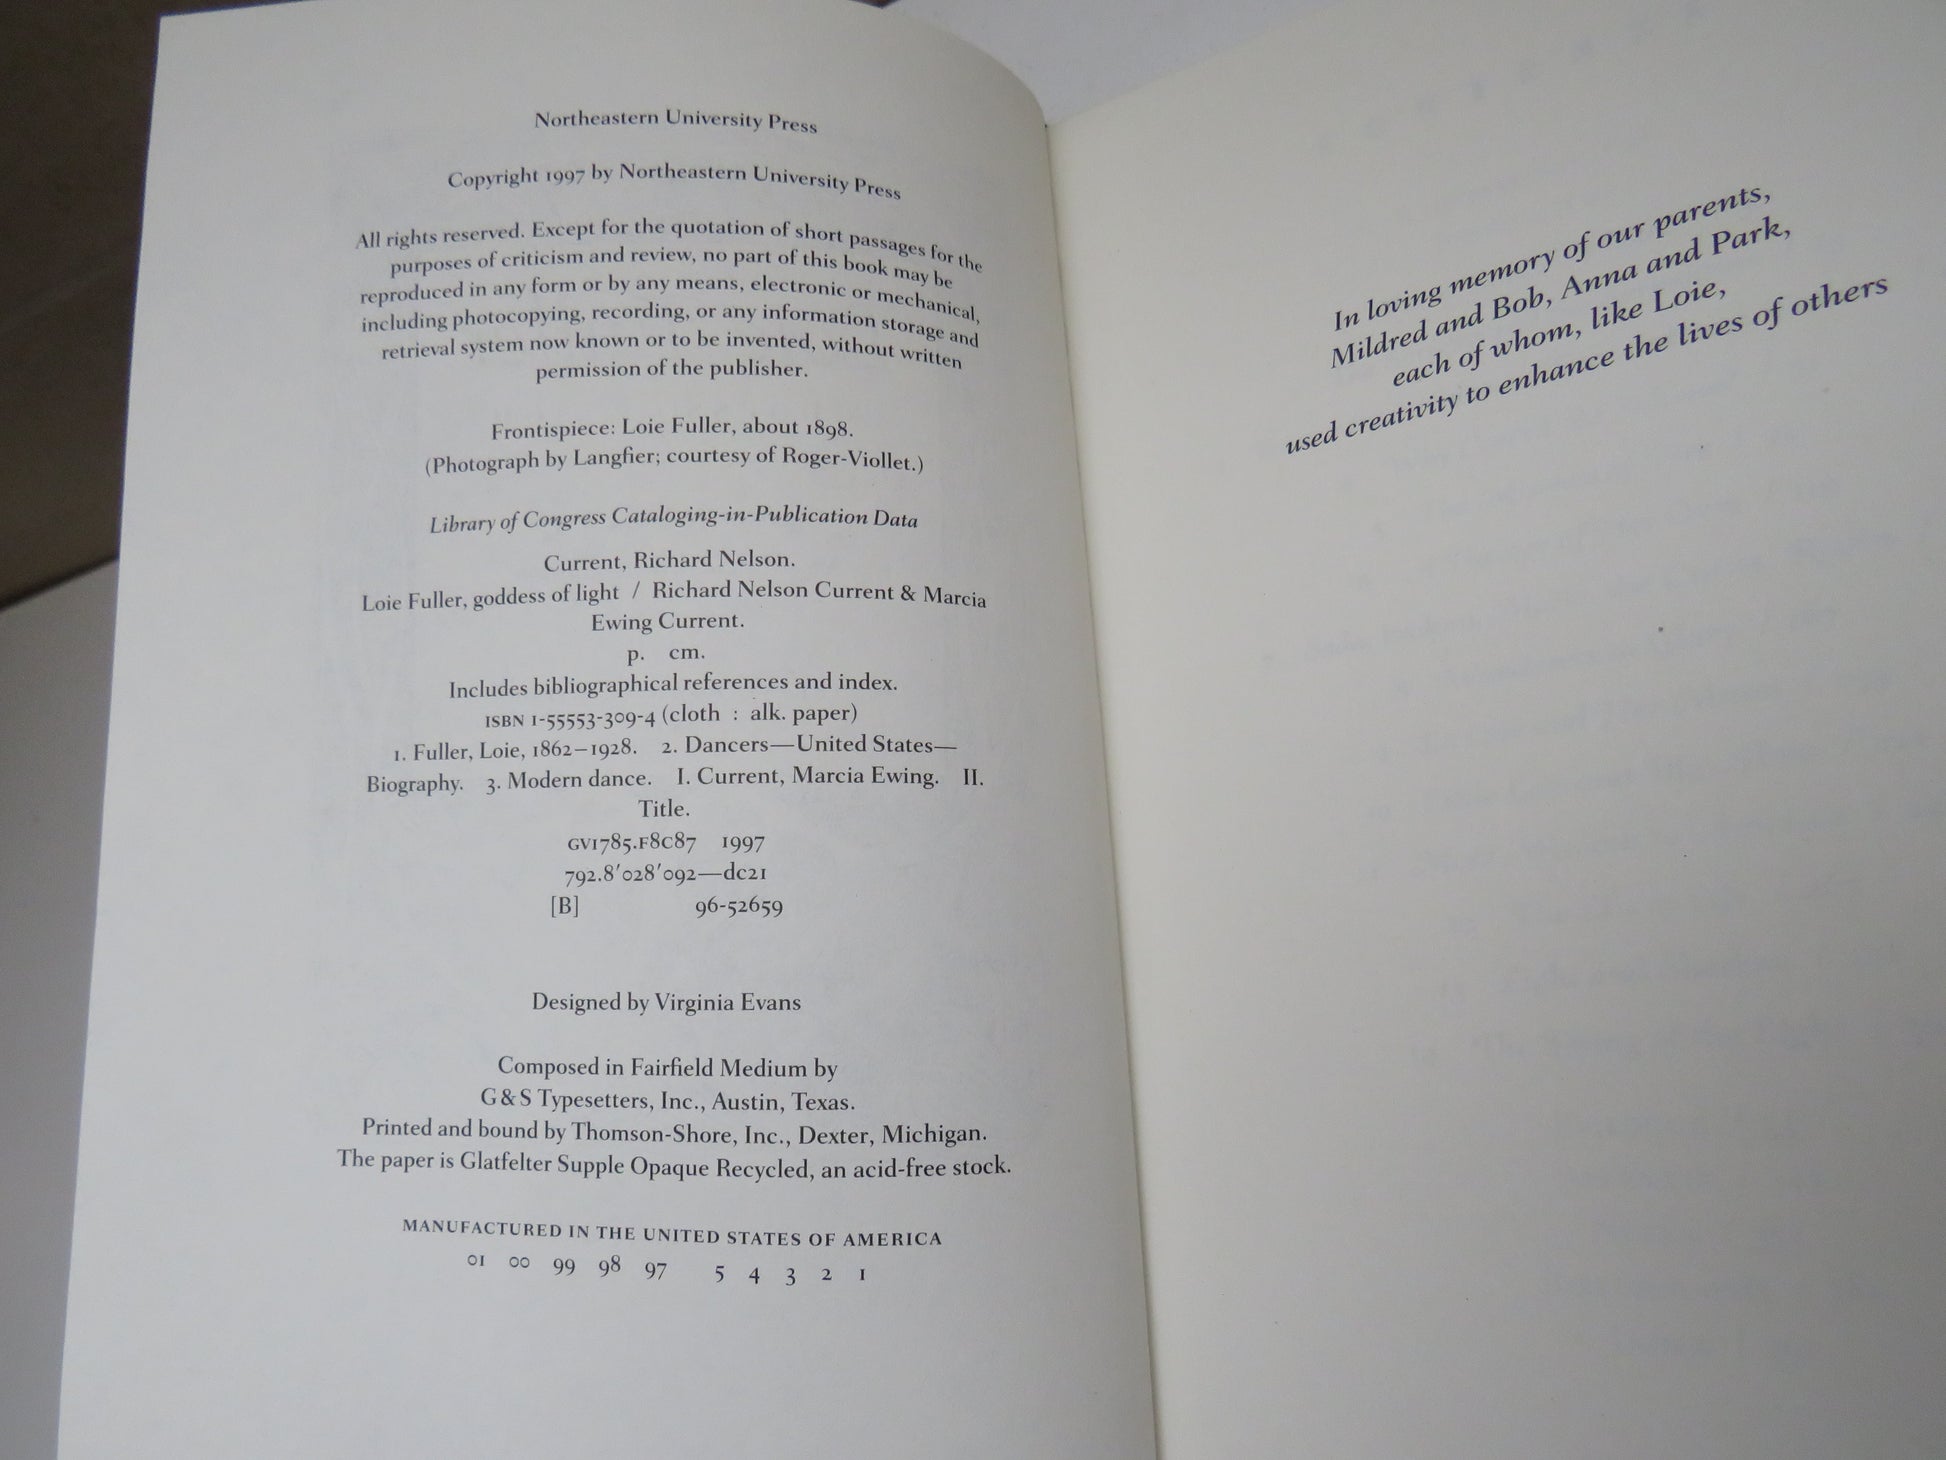 Northeastern University Press
Copyright 1997 by Northeastern University Press
All rights reserved. Except for the quotation of short passages for the
purposes of criticism and review, no part of this book may be
reproduced in any form or by any means, electronic or mechanical,
including photocopying, recording, or any information storage and
retrieval system now known or to be invented, without written
permission of the publisher.
Frontispiece: Loie Fuller, about 1898.
(Photograph by Langfier; courtesy of Roger-Viollet.)
Library of Congress Cataloging-in-Publication Data
Current, Richard Nelson.
Loie Fuller, goddess of light / Richard Nelson Current & Marcia
Ewing Current.
p. cm.
Includes bibliographical references and index.
ISBN 1-55553-309-4 (cloth : alk. paper)
1. Fuller, Loie, 1862–1928. 2. Dancers—United States—
Biography. 3. Modern dance. I. Current, Marcia Ewing. II.
Title.
GV1785.F8C87 1997
792.8′028′092—dc21
[B] 96-52659
Designed by Virginia Evans
Composed in Fairfield Medium by
G&S Typesetters, Inc., Austin, Texas.
Printed and bound by Thomson-Shore, Inc., Dexter, Michigan.
The paper is Glatfelter Supple Opaque Recycled, an acid-free stock.
MANUFACTURED IN THE UNITED STATES OF AMERICA
01 00 99 98 97 5 4 3 2 1
In loving memory of our parents,
Mildred and Bob, Anna and Park,
each of whom, like Loie,
used creativity to enhance the lives of others